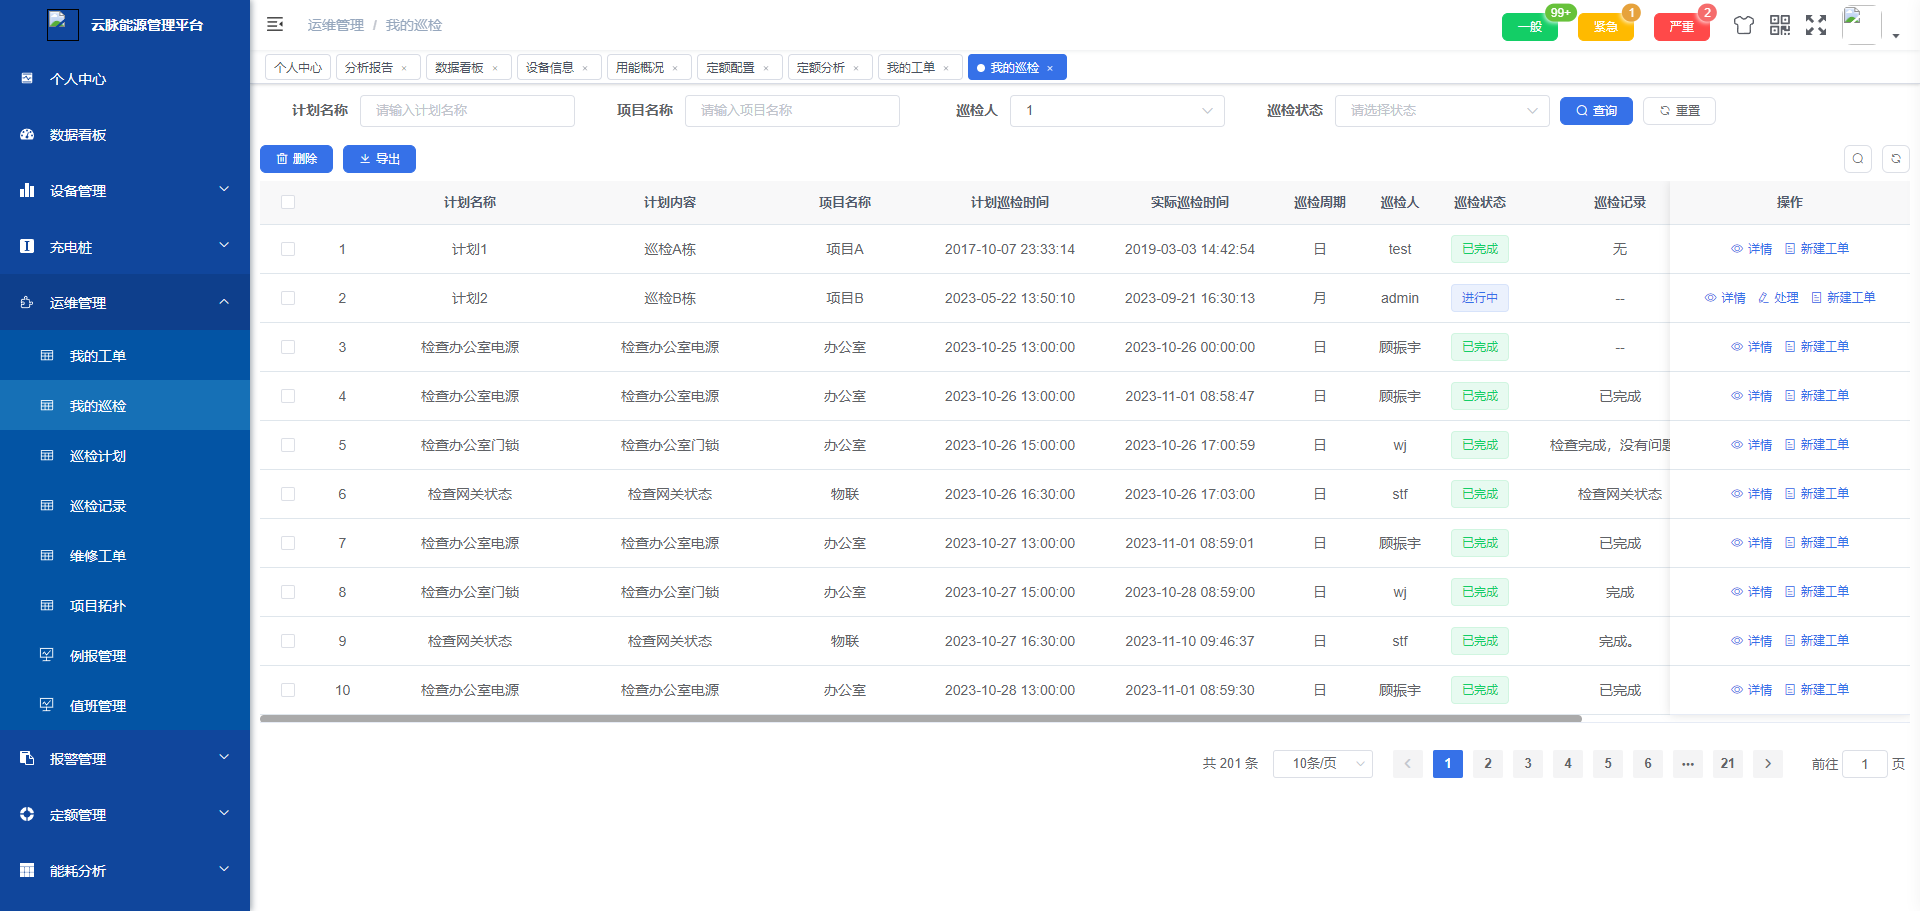 云脉能源管理平台
个人中心
数据看板
设备管理
充电桩
运维管理
我的工单
我的巡检
巡检计划
巡检记录
维修工单
项目拓扑
例报管理
值班管理
报警管理
定额管理
能耗分析
运维管理 / 我的巡检
一般 99+ 紧急 1 严重 2
个人中心 分析报告 × 数据看板 × 设备信息 × 用能概况 × 定额配置 × 定额分析 × 我的工单 × 我的巡检 ×
计划名称 请输入计划名称 项目名称 请输入项目名称 巡检人 1 巡检状态 请选择状态 查询 重置
删除 导出
计划名称 计划内容 项目名称 计划巡检时间 实际巡检时间 巡检周期 巡检人 巡检状态 巡检记录 操作
1 计划1 巡检A栋 项目A 2017-10-07 23:33:14 2019-03-03 14:42:54 日 test 已完成 无 详情 新建工单
2 计划2 巡检B栋 项目B 2023-05-22 13:50:10 2023-09-21 16:30:13 月 admin 进行中 -- 详情 处理 新建工单
3 检查办公室电源 检查办公室电源 办公室 2023-10-25 13:00:00 2023-10-26 00:00:00 日 顾振宇 已完成 -- 详情 新建工单
4 检查办公室电源 检查办公室电源 办公室 2023-10-26 13:00:00 2023-11-01 08:58:47 日 顾振宇 已完成 已完成 详情 新建工单
5 检查办公室门锁 检查办公室门锁 办公室 2023-10-26 15:00:00 2023-10-26 17:00:59 日 wj 已完成 检查完成，没有问题 详情 新建工单
6 检查网关状态 检查网关状态 物联 2023-10-26 16:30:00 2023-10-26 17:03:00 日 stf 已完成 检查网关状态 详情 新建工单
7 检查办公室电源 检查办公室电源 办公室 2023-10-27 13:00:00 2023-11-01 08:59:01 日 顾振宇 已完成 已完成 详情 新建工单
8 检查办公室门锁 检查办公室门锁 办公室 2023-10-27 15:00:00 2023-10-28 08:59:00 日 wj 已完成 完成 详情 新建工单
9 检查网关状态 检查网关状态 物联 2023-10-27 16:30:00 2023-11-10 09:46:37 日 stf 已完成 完成。 详情 新建工单
10 检查办公室电源 检查办公室电源 办公室 2023-10-28 13:00:00 2023-11-01 08:59:30 日 顾振宇 已完成 已完成 详情 新建工单
共 201 条 10条/页 1 2 3 4 5 6 ••• 21 前往 1 页